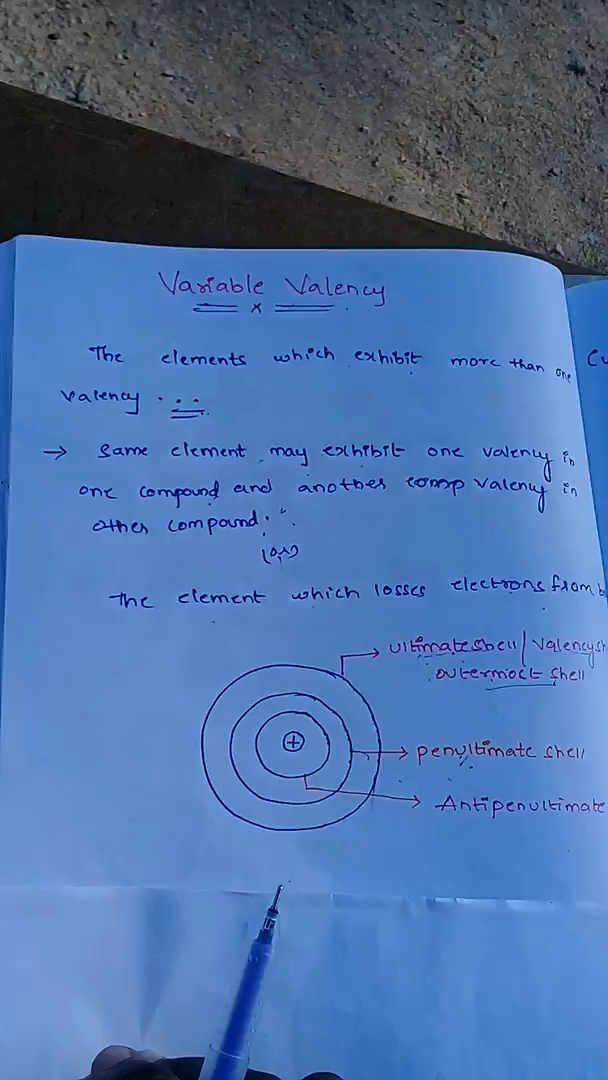 Variable Valency
x
The elements which exhibit more than one
Valency.
→ Same element may exhibit one valency in
one compound and another comp valency in
other compound.
(or)
The element which losses electrons from
Ultimate shell / Valency sh
outermost shell
+
penultimate shell
Antipenultimate